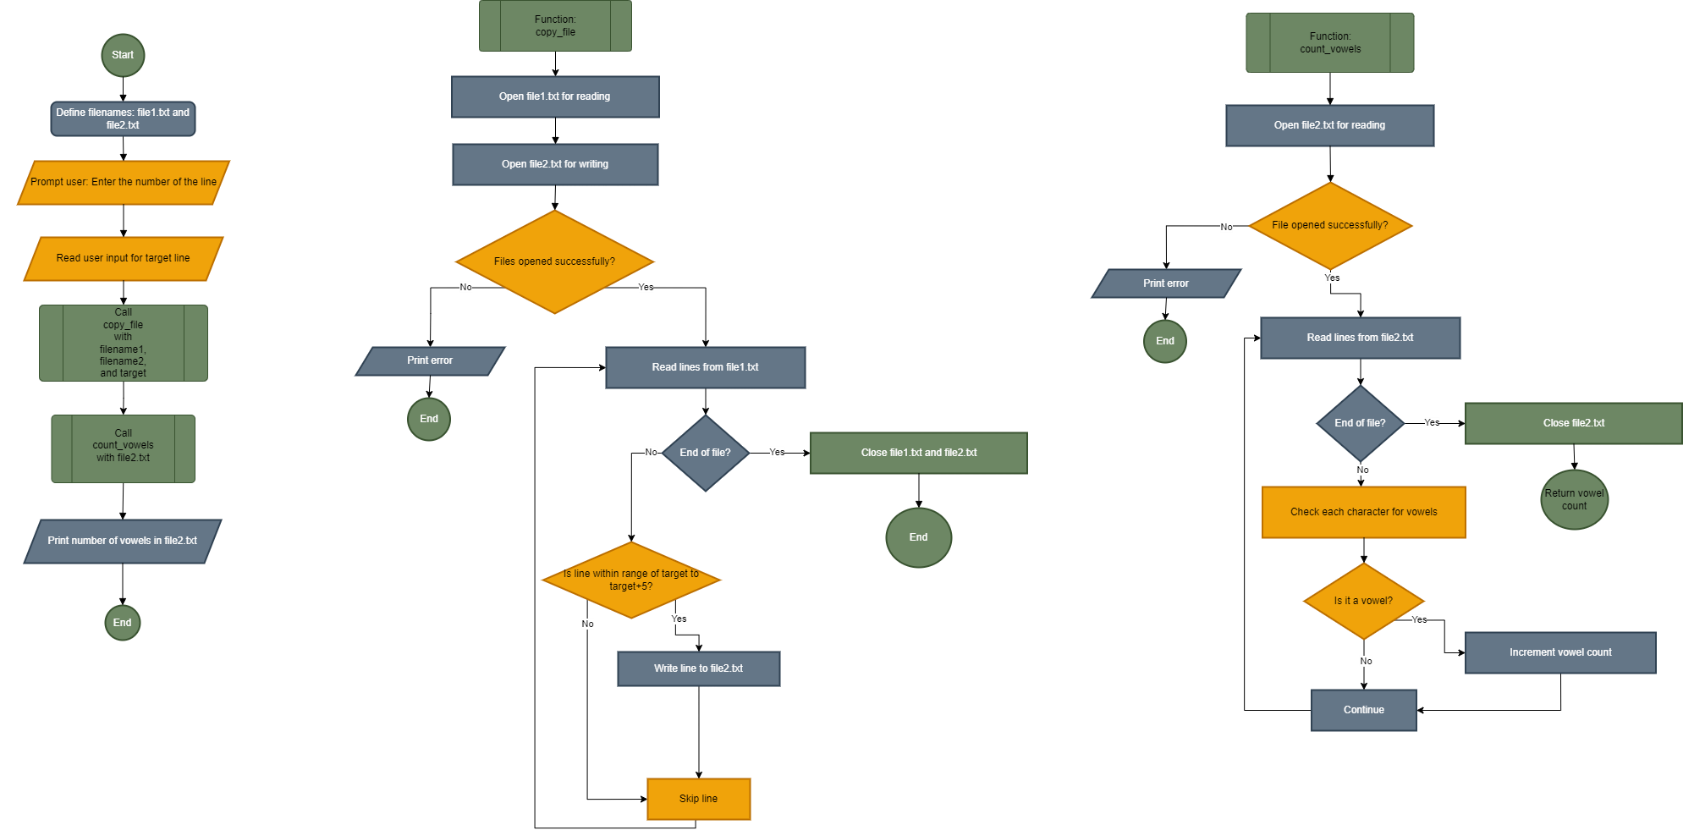 Start
Define filenames: file1.txt and
file2.txt
Prompt user: Enter the number of the line
Read user input for target line
Call
copy_file
with
filename1,
filename2,
and target
Call
count_vowels
with file2.txt
Print number of vowels in file2.txt
End
Function:
copy_file
Open file1.txt for reading
Open file2.txt for writing
Files opened successfully?
No
Yes
Print error
End
Read lines from file1.txt
End of file?
No
Yes
Close file1.txt and file2.txt
End
Is line within range of target to
target+5?
No
Yes
Write line to file2.txt
Skip line
Function:
count_vowels
Open file2.txt for reading
File opened successfully?
No
Yes
Print error
End
Read lines from file2.txt
End of file?
Yes
No
Close file2.txt
Return vowel
count
Check each character for vowels
Is it a vowel?
Yes
No
Increment vowel count
Continue